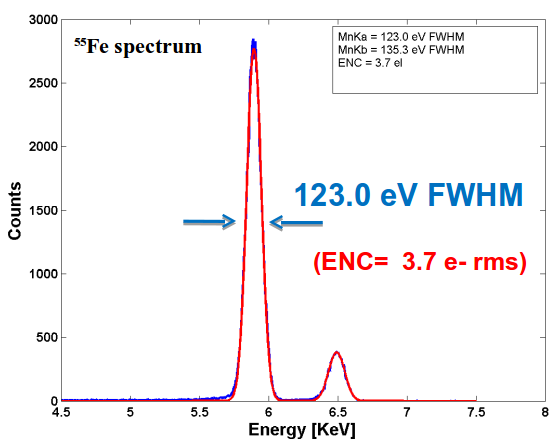 3000
2500
2000
1500
1000
500
0
Counts
⁵⁵Fe spectrum
MnKa = 123.0 eV FWHM
MnKb = 135.3 eV FWHM
ENC = 3.7 el
123.0 eV FWHM
(ENC= 3.7 e- rms)
4.5 5 5.5 6 6.5 7 7.5 8
Energy [KeV]